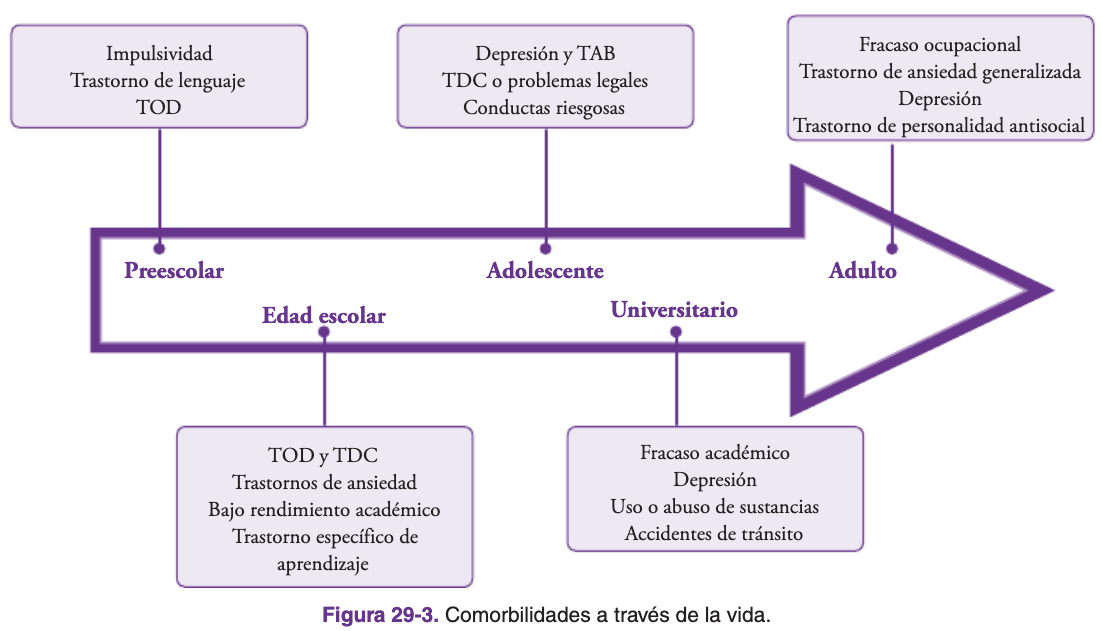 Impulsividad
Trastorno de lenguaje
TOD
Depresión y TAB
TDC o problemas legales
Conductas riesgosas
Fracaso ocupacional
Trastorno de ansiedad generalizada
Depresión
Trastorno de personalidad antisocial
Preescolar
Adolescente
Adulto
Edad escolar
Universitario
TOD y TDC
Trastornos de ansiedad
Bajo rendimiento académico
Trastorno específico de
aprendizaje
Fracaso académico
Depresión
Uso o abuso de sustancias
Accidentes de tránsito
Figura 29-3. Comorbilidades a través de la vida.